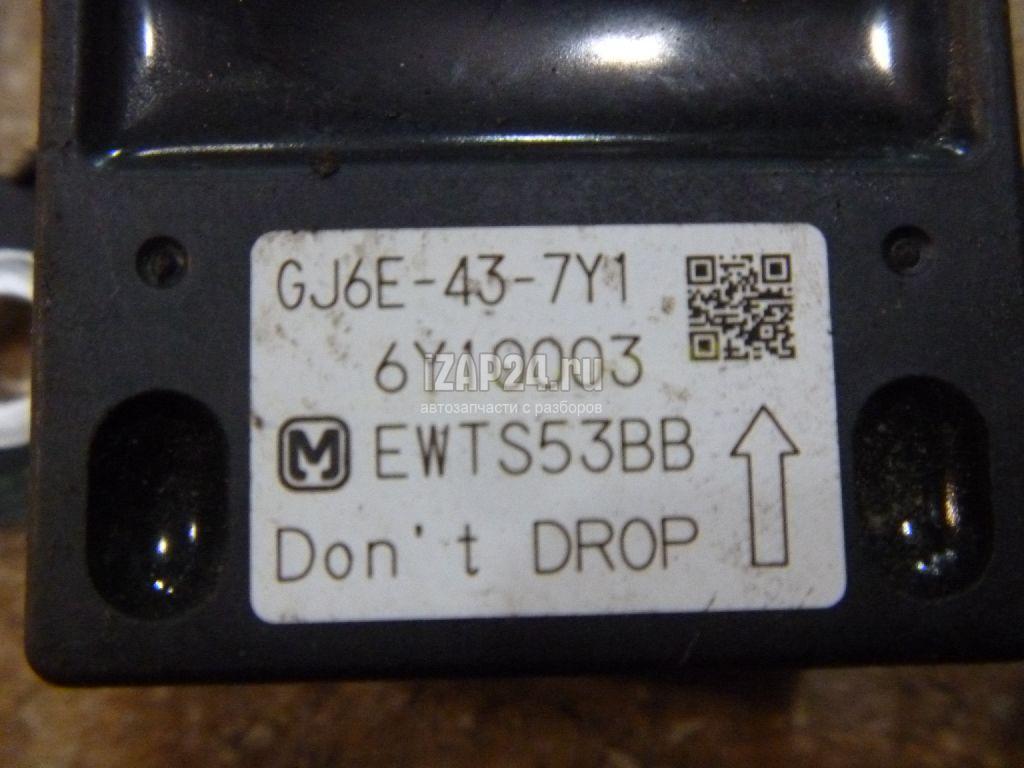 GJ6E-43-7Y1
6Y10003
iZAP24.ru
автозапчасти с разборов
M EWTS53BB
Don't DROP